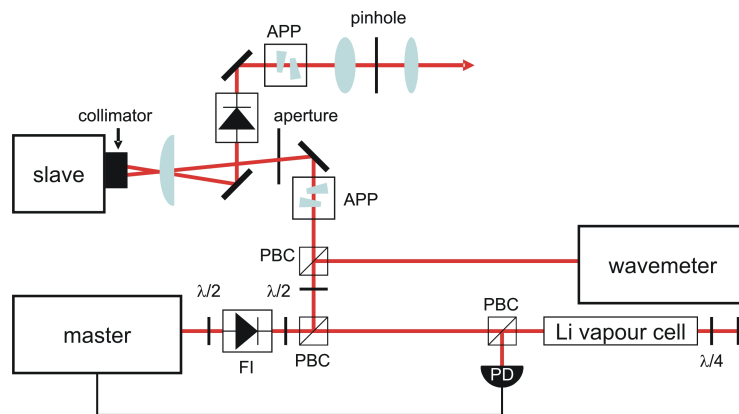 pinhole
APP
collimator
aperture
slave
APP
PBC
wavemeter
λ/2
λ/2
PBC
master
Li vapour cell
FI
PBC
λ/4
PD